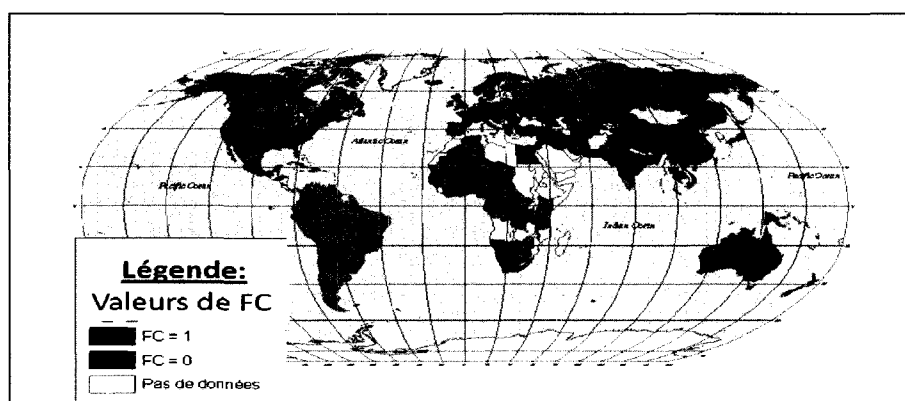 Atlantic Ocean
Pacific Ocean
Pacific Ocean
Indian Ocean
Légende:
Valeurs de FC
FC = 1
FC = 0
Pas de données